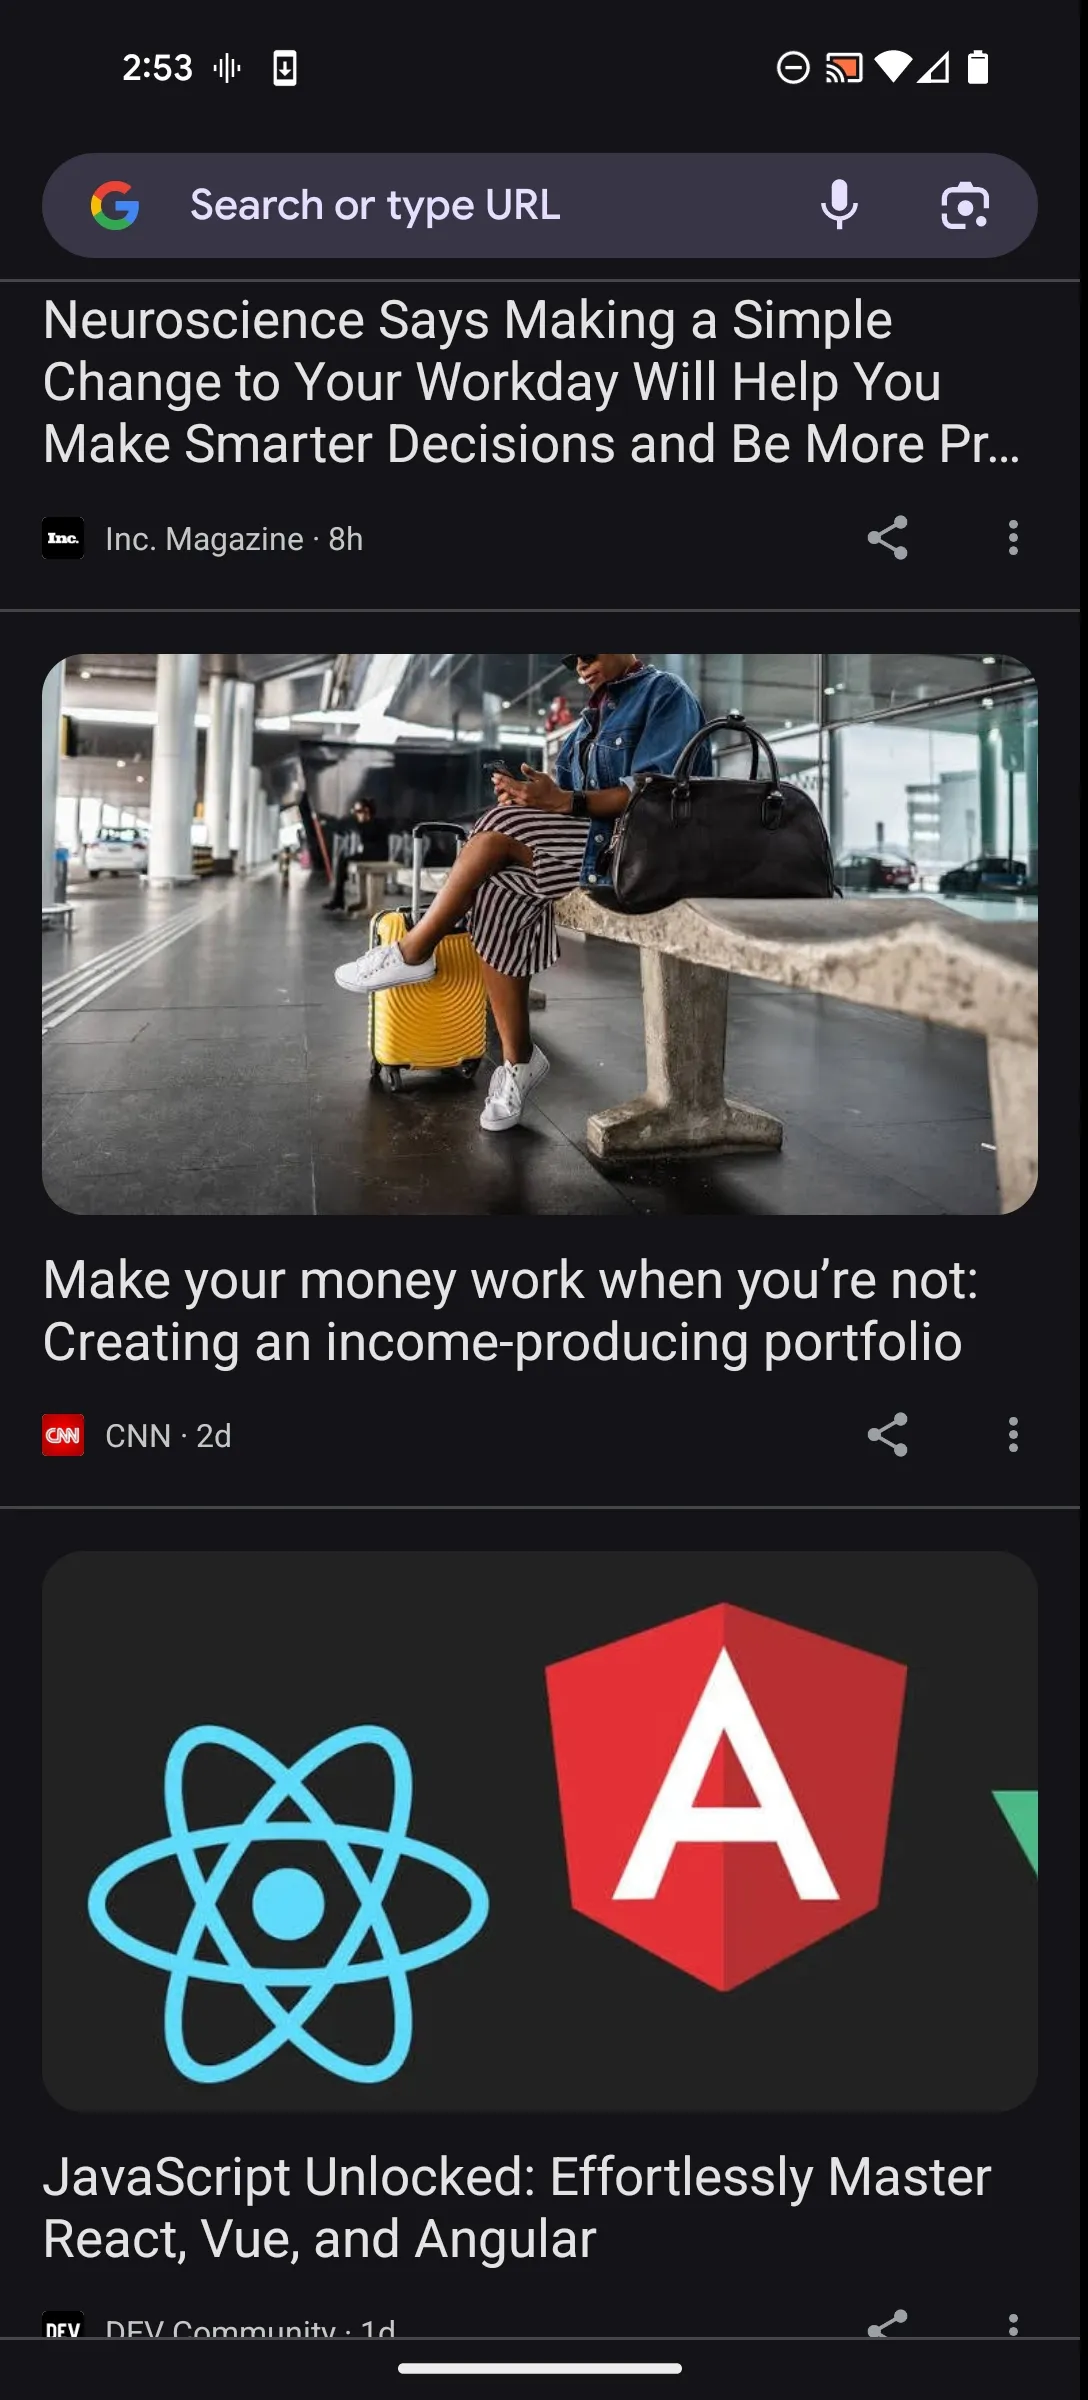 2:53
Search or type URL
Neuroscience Says Making a Simple
Change to Your Workday Will Help You
Make Smarter Decisions and Be More Pr...
Inc. Inc. Magazine · 8h
Make your money work when you’re not:
Creating an income-producing portfolio
CNN CNN · 2d
JavaScript Unlocked: Effortlessly Master
React, Vue, and Angular
DEV DEV Community · 1d